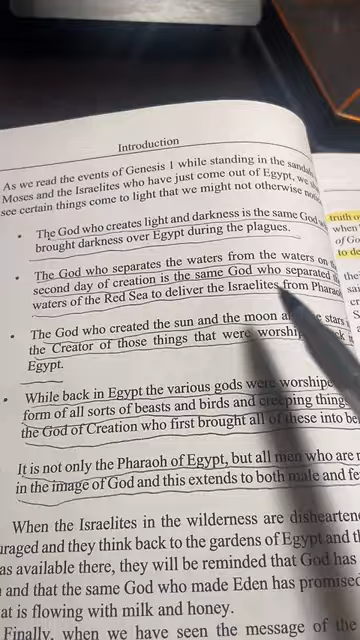 Introduction
As we read the events of Genesis 1 while standing in the sandals
Moses and the Israelites who have just come out of Egypt, we
see certain things come to light that we might not otherwise
• The God who creates light and darkness is the same God
brought darkness over Egypt during the plagues.
• The God who separates the waters from the waters on
second day of creation is the same God who separated
waters of the Red Sea to deliver the Israelites from Pharao
• The God who created the sun and the moon stars
the Creator of those things that were worship
Egypt.
• While back in Egypt the various gods were worshipe
form of all sorts of beasts and birds and creeping things
the God of Creation who first brought all of these into be
It is not only the Pharaoh of Egypt, but all men who are
in the image of God and this extends to both male and fe
When the Israelites in the wilderness are dishearten
uraged and they think back to the gardens of Egypt and
as available there, they will be reminded that God has
and that the same God who made Eden has promised
at is flowing with milk and honey.
Finally, when we have seen the message of the
truth o
when
of Go
to de
the
sai